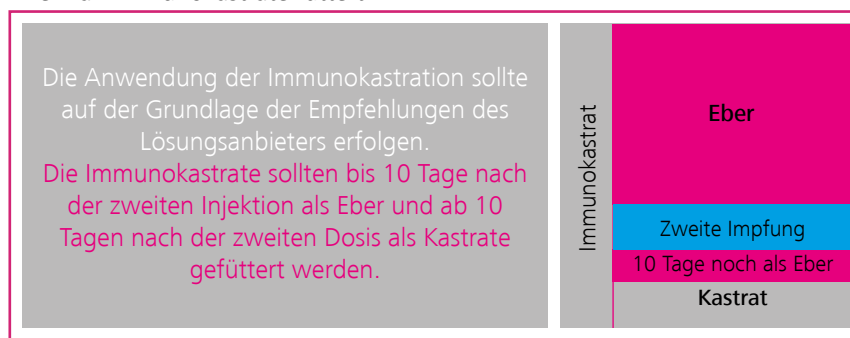 Die Anwendung der Immunokastration sollte
auf der Grundlage der Empfehlungen des
Lösungsanbieters erfolgen.
Die Immunokastrate sollten bis 10 Tage nach
der zweiten Injektion als Eber und ab 10
Tagen nach der zweiten Dosis als Kastrate
gefüttert werden.
Immunokastrat
Eber
Zweite Impfung
10 Tage noch als Eber
Kastrat